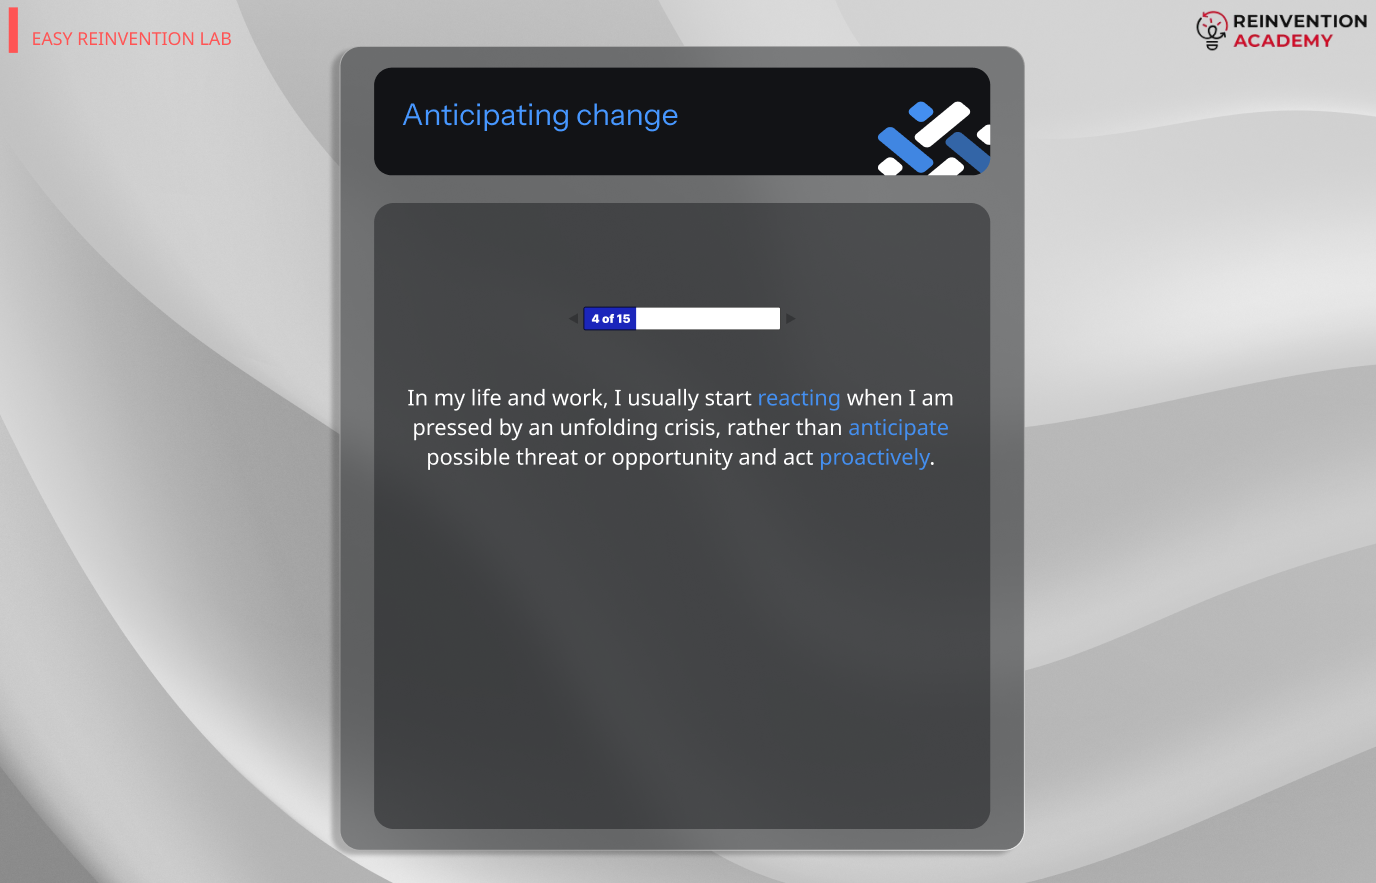 EASY REINVENTION LAB
REINVENTION
ACADEMY
Anticipating change
4 of 15
In my life and work, I usually start reacting when I am
pressed by an unfolding crisis, rather than anticipate
possible threat or opportunity and act proactively.